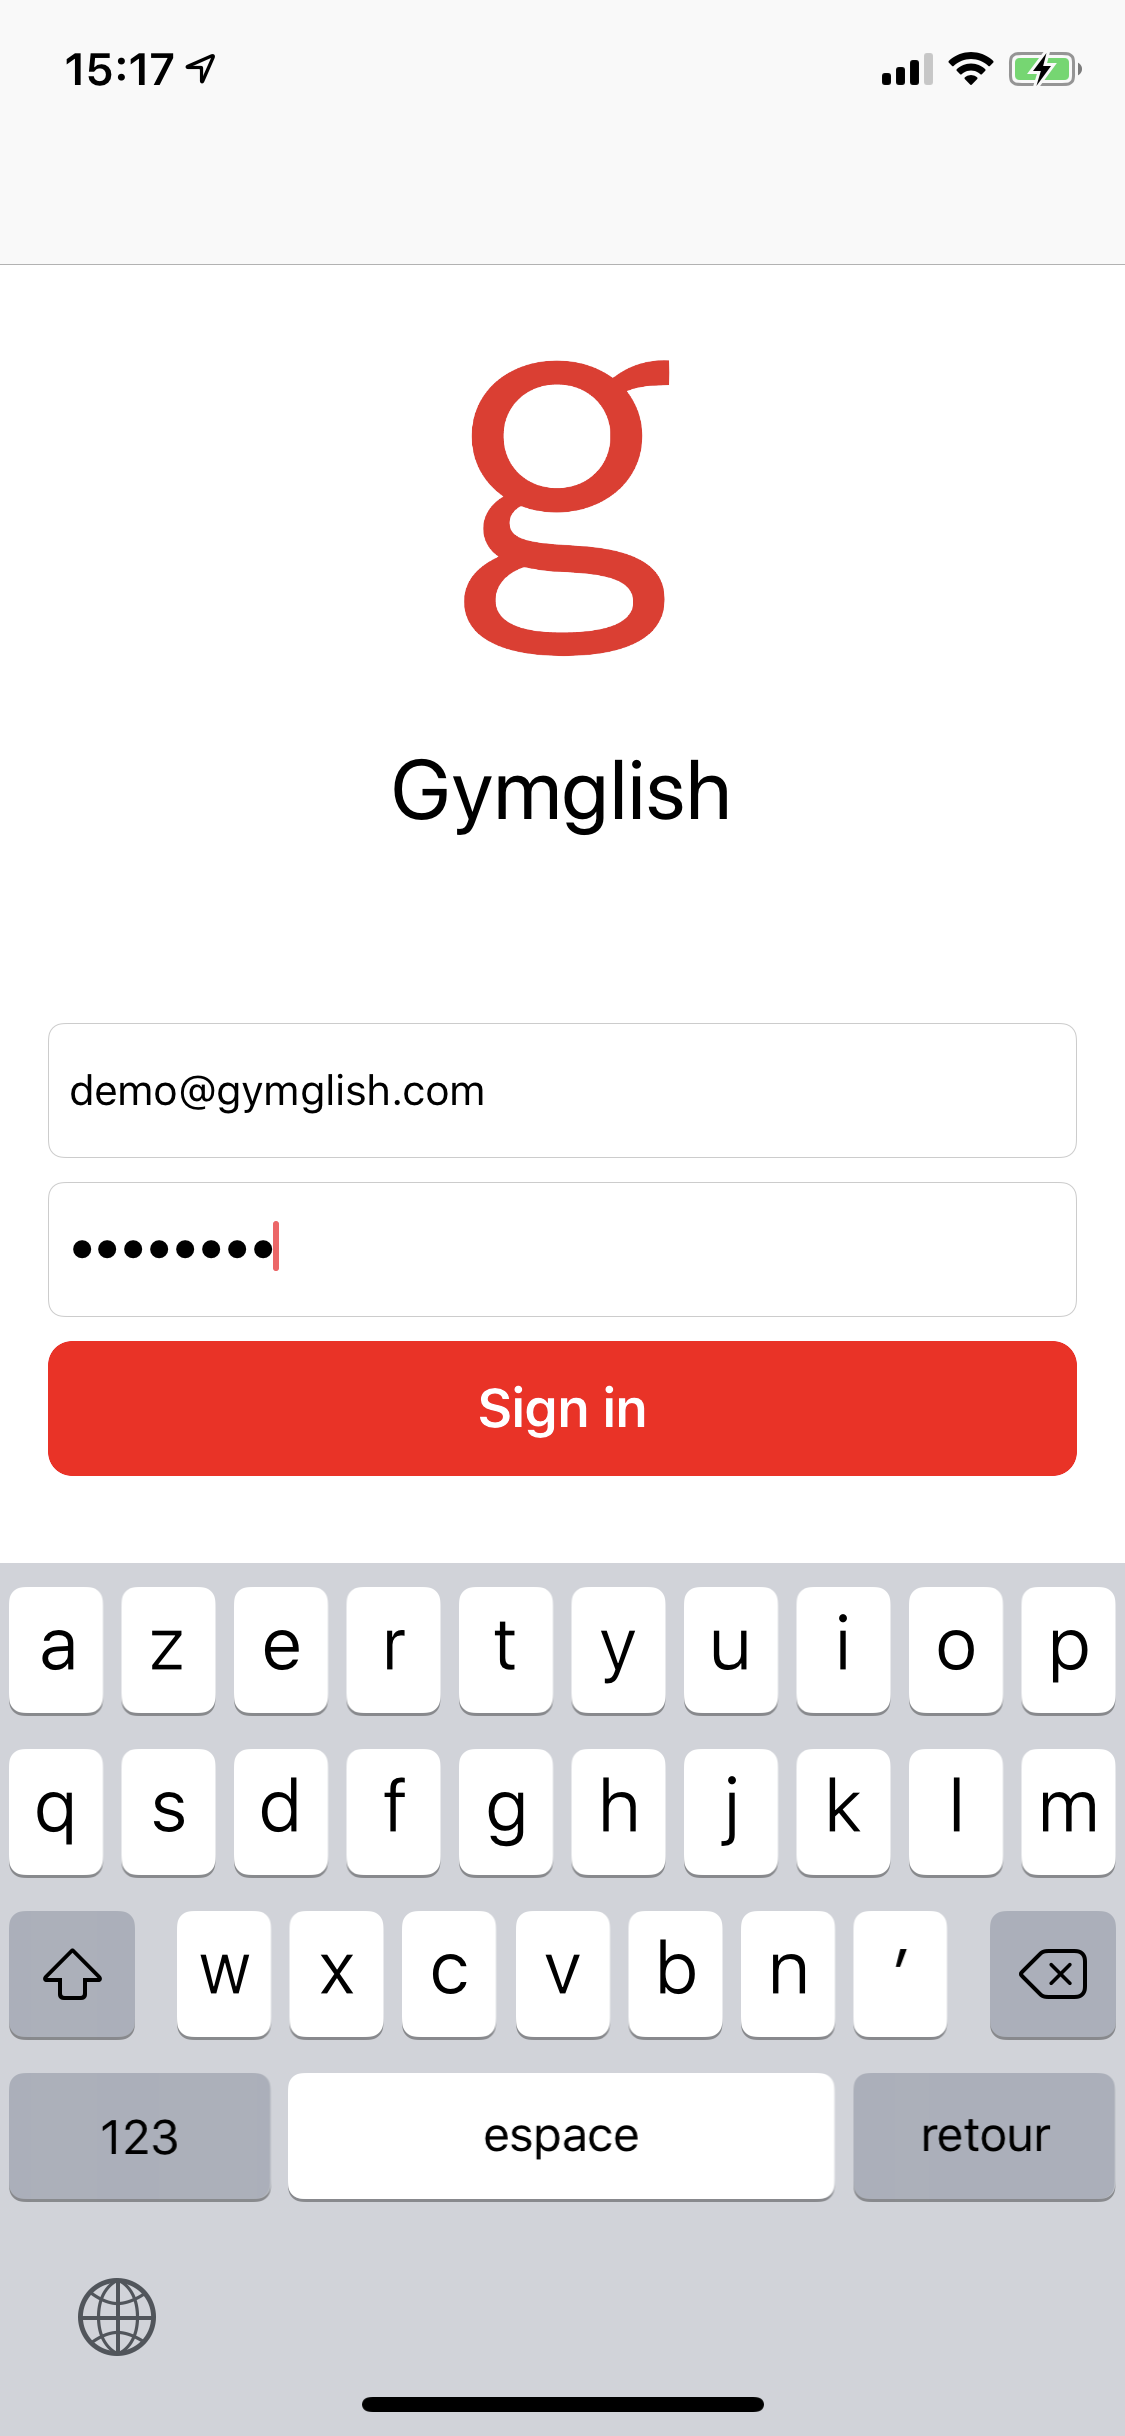 15:17
g
Gymglish
demo@gymglish.com
••••••••
Sign in
a z e r t y u i o p
q s d f g h j k l m
w x c v b n ′
123 espace retour